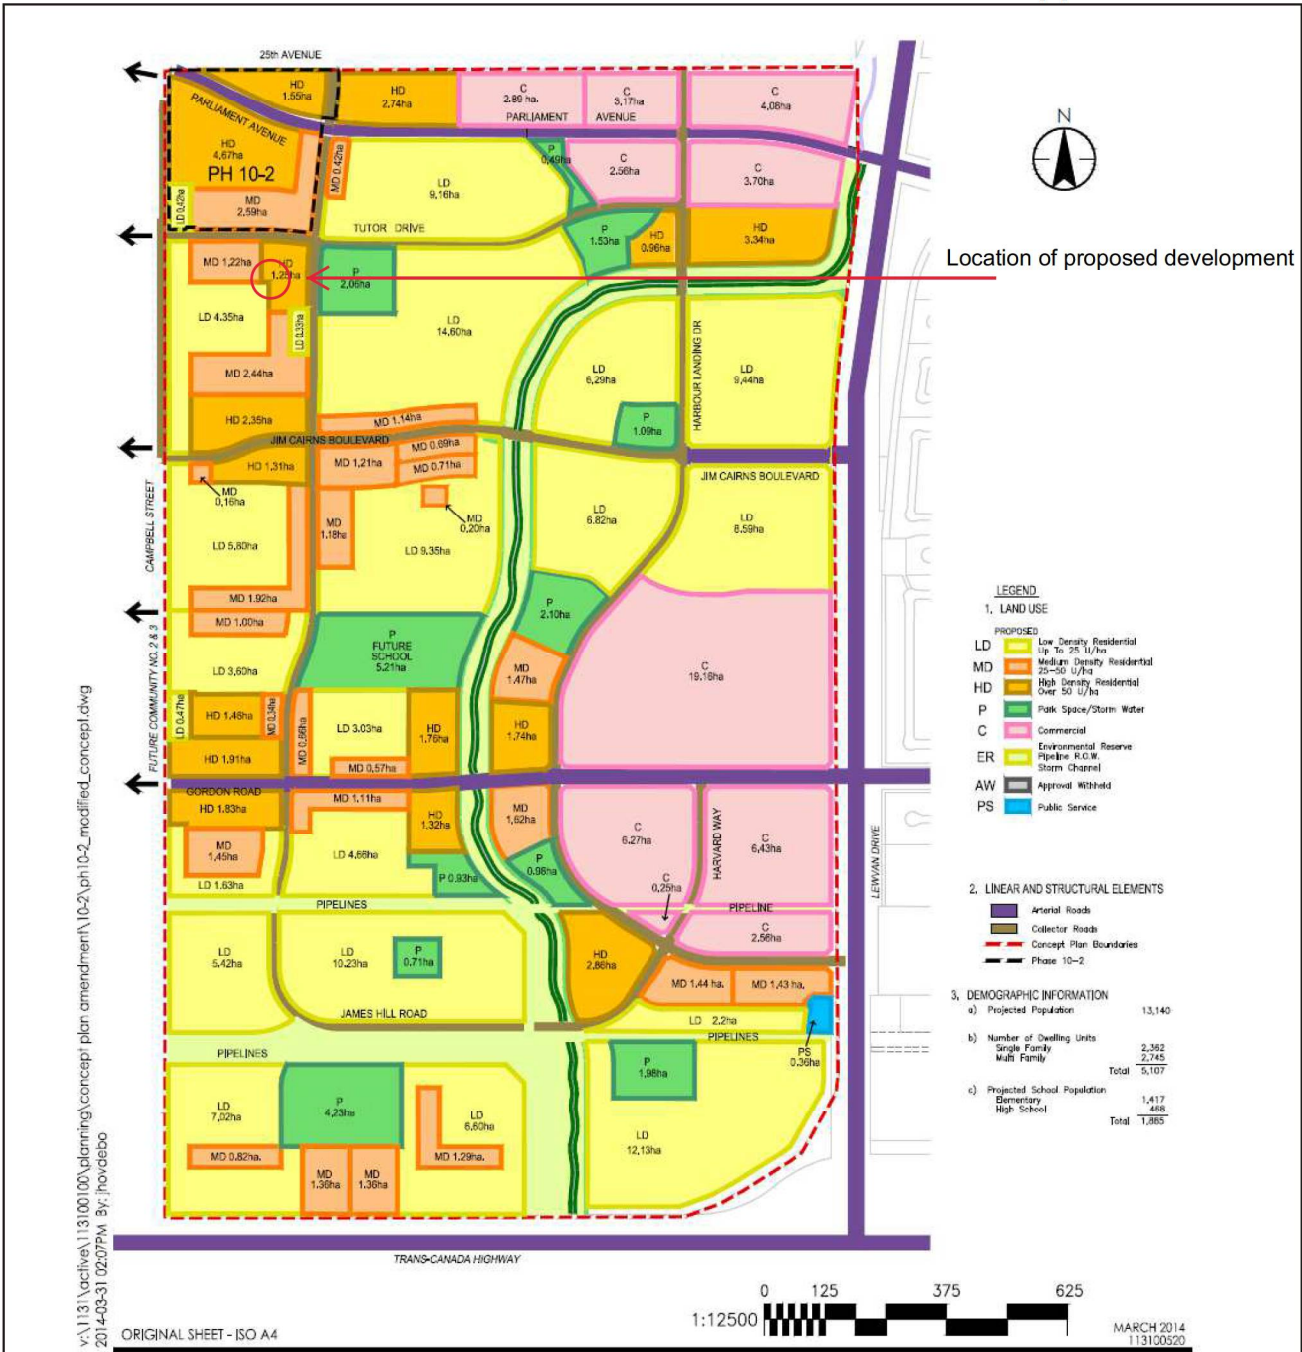 25th AVENUE
HD
1.55ha
HD
2.74ha
C
2.89 ha.
C
3.17ha
C
4.08ha
PARLIAMENT AVENUE
PARLIAMENT AVENUE
HD
4.67ha
PH 10-2
MD
2.59ha
LD 0.42ha
MD 0.42ha
LD
9.16ha
P
0.49ha
C
2.56ha
C
3.70ha
N
TUTOR DRIVE
P
1.53ha
HD
0.96ha
HD
3.34ha
Location of proposed development
MD 1.22ha
HD
1.25ha
P
2.06ha
LD 4.35ha
LD 0.33ha
LD
14.60ha
LD
6.29ha
HARBOUR LANDING DR
LD
9.44ha
MD 2.44ha
HD 2.35ha
MD 1.14ha
P
1.09ha
JIM CAIRNS BOULEVARD
MD 0.69ha
HD 1.31ha
MD 1.21ha
MD 0.71ha
JIM CAIRNS BOULEVARD
MD
0.16ha
MD
1.18ha
MD
0.20ha
LD
6.82ha
LD
8.59ha
CAMPBELL STREET
LD 5.80ha
LD 9.35ha
MD 1.92ha
MD 1.00ha
P
2.10ha
P
FUTURE
SCHOOL
5.21ha
FUTURE COMMUNITY NO. 2 & 3
LD 3.60ha
MD
1.47ha
C
19.16ha
LD 0.47ha
HD 1.46ha
MD 0.34ha
MD 0.66ha
LD 3.03ha
HD
1.76ha
HD
1.74ha
HD 1.91ha
MD 0.57ha
GORDON ROAD
HD 1.83ha
MD 1.11ha
HD
1.32ha
MD
1.62ha
C
6.27ha
HARVARD WAY
C
6.43ha
LEWVAN DRIVE
MD
1.45ha
LD 4.66ha
P 0.93ha
P
0.98ha
C
0.25ha
LD 1.63ha
PIPELINES
PIPELINE
C
2.56ha
LD
5.42ha
LD
10.23ha
P
0.71ha
HD
2.86ha
MD 1.44 ha.
MD 1.43 ha.
JAMES HILL ROAD
LD 2.2ha
PIPELINES
PIPELINES
PS
0.36ha
P
1.98ha
LD
7.02ha
P
4.23ha
LD
6.60ha
LD
12.13ha
MD 0.82ha.
MD
1.36ha
MD
1.36ha
MD 1.29ha.
TRANS-CANADA HIGHWAY
LEGEND
1. LAND USE
PROPOSED
LD Low Density Residential
Up To 25 U/ha
MD Medium Density Residential
25-50 U/ha
HD High Density Residential
Over 50 U/ha
P Park Space/Storm Water
C Commercial
ER Environmental Reserve
Pipeline R.O.W.
Storm Channel
AW Approval Withheld
PS Public Service
2. LINEAR AND STRUCTURAL ELEMENTS
Arterial Roads
Collector Roads
Concept Plan Boundaries
Phase 10-2
3. DEMOGRAPHIC INFORMATION
a) Projected Population 13,140
b) Number of Dwelling Units
Single Family 2,362
Multi Family 2,745
Total 5,107
c) Projected School Population
Elementary 1,417
High School 468
Total 1,885
v:\1131\active\113100100\planning\concept plan amendment\10-2\ph10-2_modified_concept.dwg
2014-03-31 02:07PM By: jhovdebo
ORIGINAL SHEET - ISO A4
1:12500
0 125 375 625
MARCH 2014
113100520